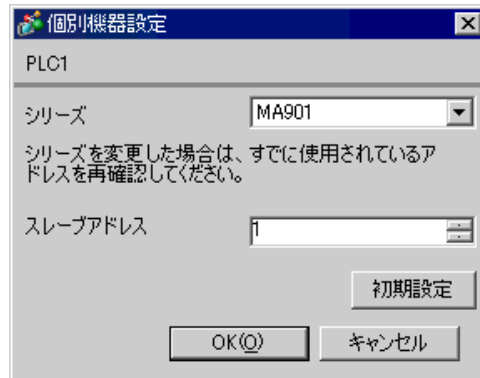 個別機器設定
PLC1
シリーズ
MA901
シリーズを変更した場合は、すでに使用されているア
ドレスを再確認してください。
スレーブアドレス
1
初期設定
OK(O)
キャンセル